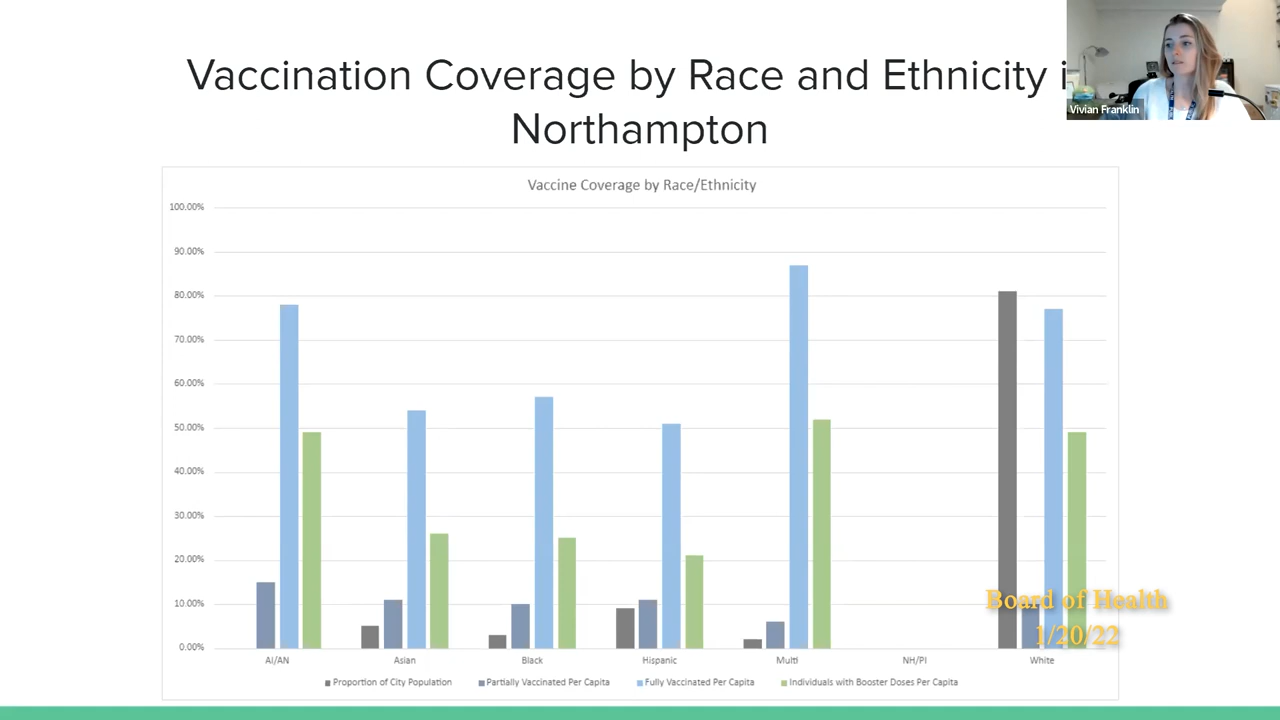 Vaccination Coverage by Race and Ethnicity i
Northampton
Vivian Franklin
Vaccine Coverage by Race/Ethnicity
100.00%
90.00%
80.00%
70.00%
60.00%
50.00%
40.00%
30.00%
20.00%
10.00%
0.00%
AI/AN Asian Black Hispanic Multi NH/PI White
Proportion of City Population Partially Vaccinated Per Capita Fully Vaccinated Per Capita Individuals with Booster Doses Per Capita
Board of Health
1/20/22